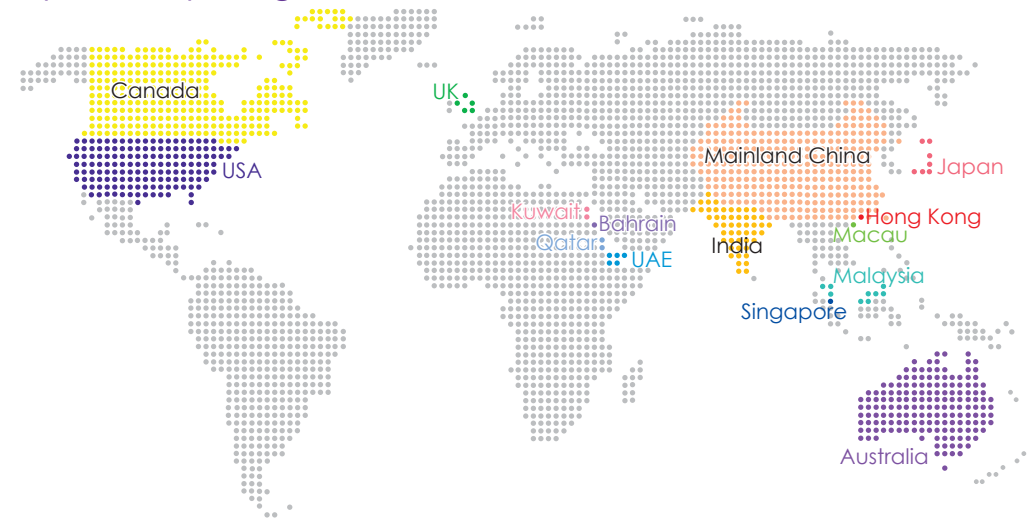 Canada
UK
USA
Mainland China
Japan
Kuwait
Bahrain
Hong Kong
Macau
Qatar
India
UAE
Malaysia
Singapore
Australia